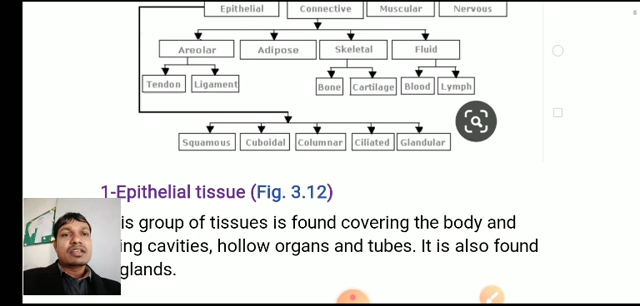 Epithelial Connective Muscular Nervous
Areolar Adipose Skeletal Fluid
Tendon Ligament Bone Cartilage Blood Lymph
Squamous Cuboidal Columnar Ciliated Glandular
1-Epithelial tissue (Fig. 3.12)
is group of tissues is found covering the body and
ing cavities, hollow organs and tubes. It is also found
glands.